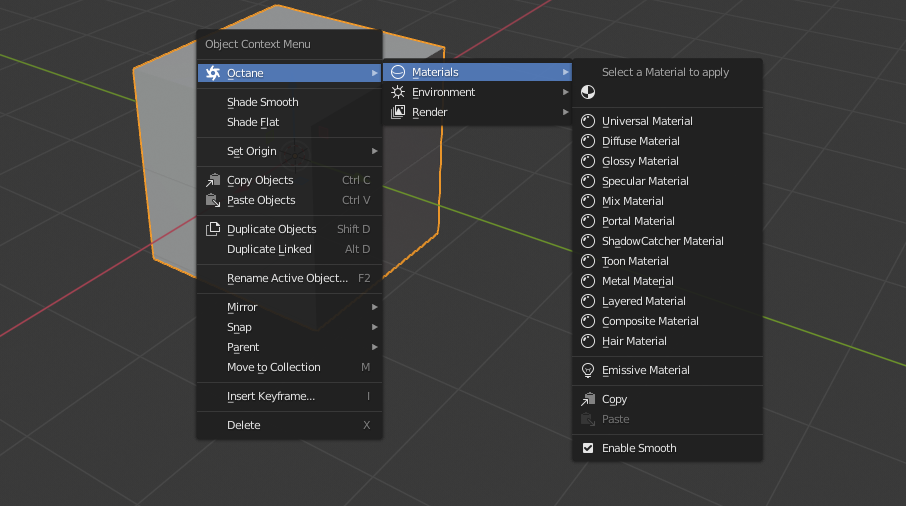 Object Context Menu
Octane
Shade Smooth
Shade Flat
Set Origin
Copy Objects Ctrl C
Paste Objects Ctrl V
Duplicate Objects Shift D
Duplicate Linked Alt D
Rename Active Object... F2
Mirror
Snap
Parent
Move to Collection M
Insert Keyframe... I
Delete X
Materials
Environment
Render
Select a Material to apply
Universal Material
Diffuse Material
Glossy Material
Specular Material
Mix Material
Portal Material
ShadowCatcher Material
Toon Material
Metal Material
Layered Material
Composite Material
Hair Material
Emissive Material
Copy
Paste
Enable Smooth